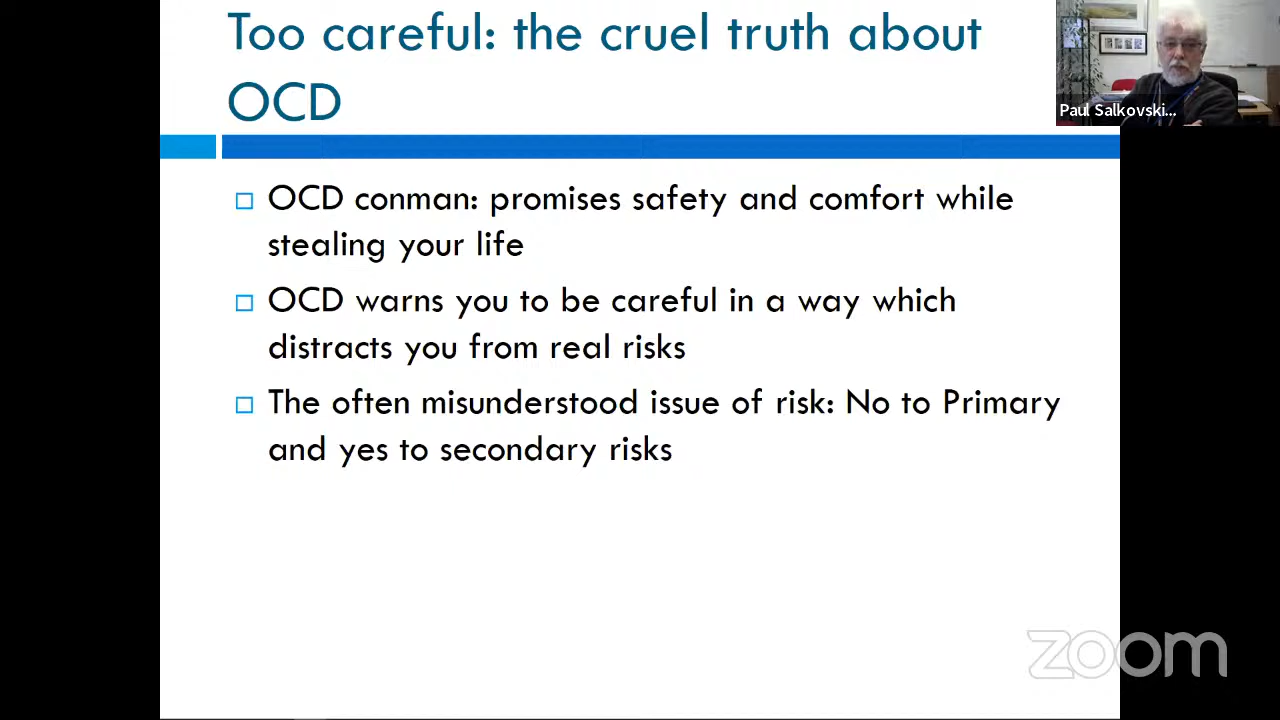 Too careful: the cruel truth about
OCD
Paul Salkovski...
OCD conman: promises safety and comfort while
stealing your life
OCD warns you to be careful in a way which
distracts you from real risks
The often misunderstood issue of risk: No to Primary
and yes to secondary risks
zoom